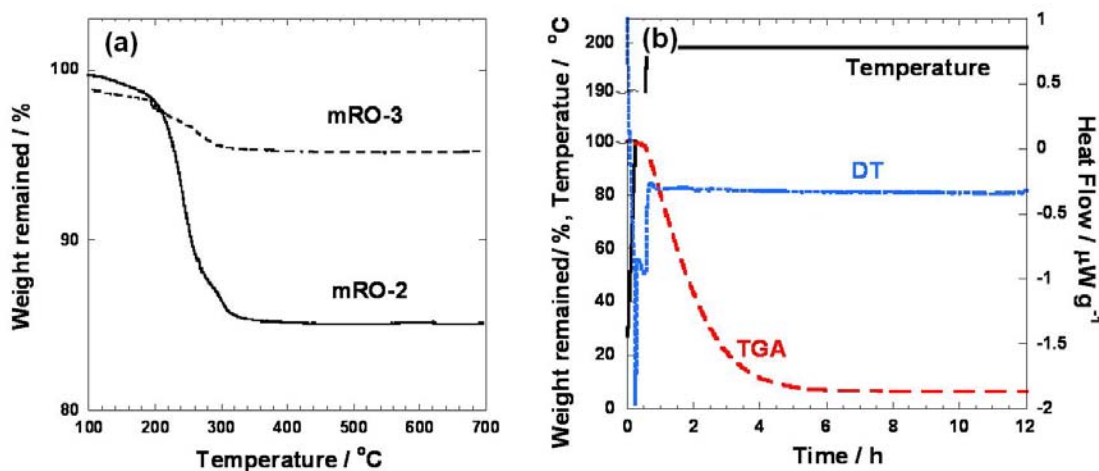 (a)
100
90
80
Weight remained / %
mRO-3
mRO-2
100 200 300 400 500 600 700
Temperature / °C
(b)
200
190
100
80
60
40
20
0
Weight remained/ %, Temperatue / °C
Temperature
DT
TGA
1
0.5
0
-0.5
-1
-1.5
-2
Heat Flow / μW g⁻¹
0 2 4 6 8 10 12
Time / h